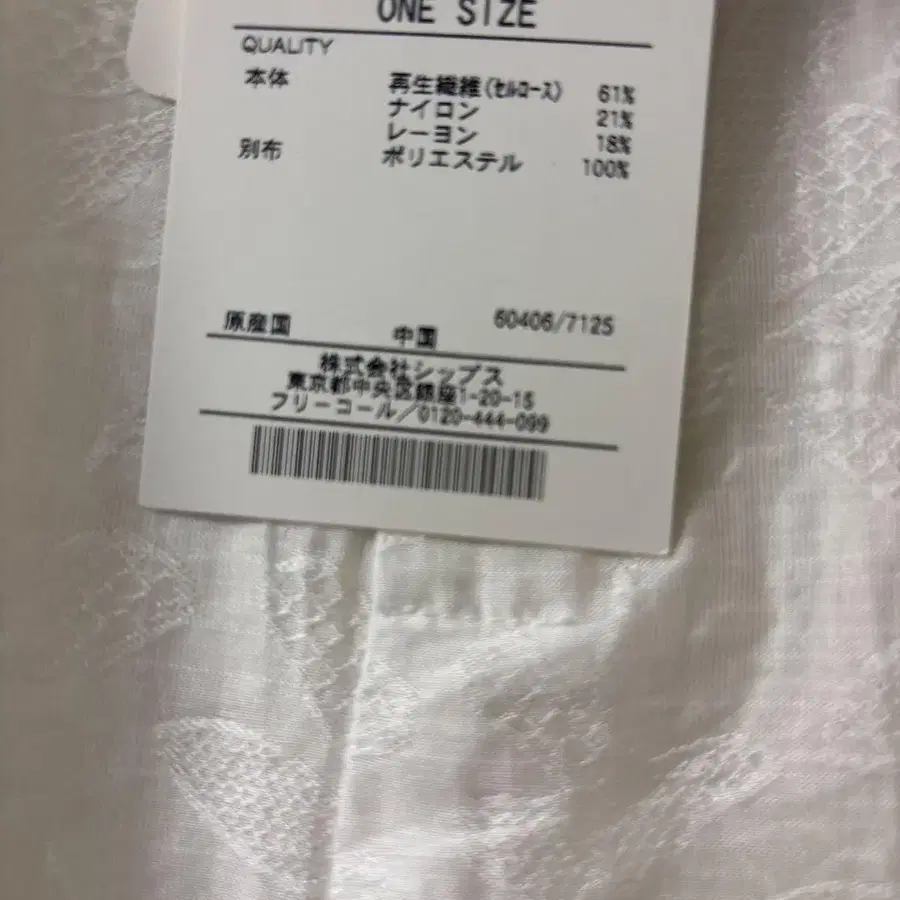 ONE SIZE
QUALITY
本体 再生繊維(セルロース) 61%
ナイロン 21%
レーヨン 18%
別布 ポリエステル 100%
原産国 中国 60406/7125
株式会社シップス
東京都中央区銀座1-20-15
フリーコール／0120-444-099